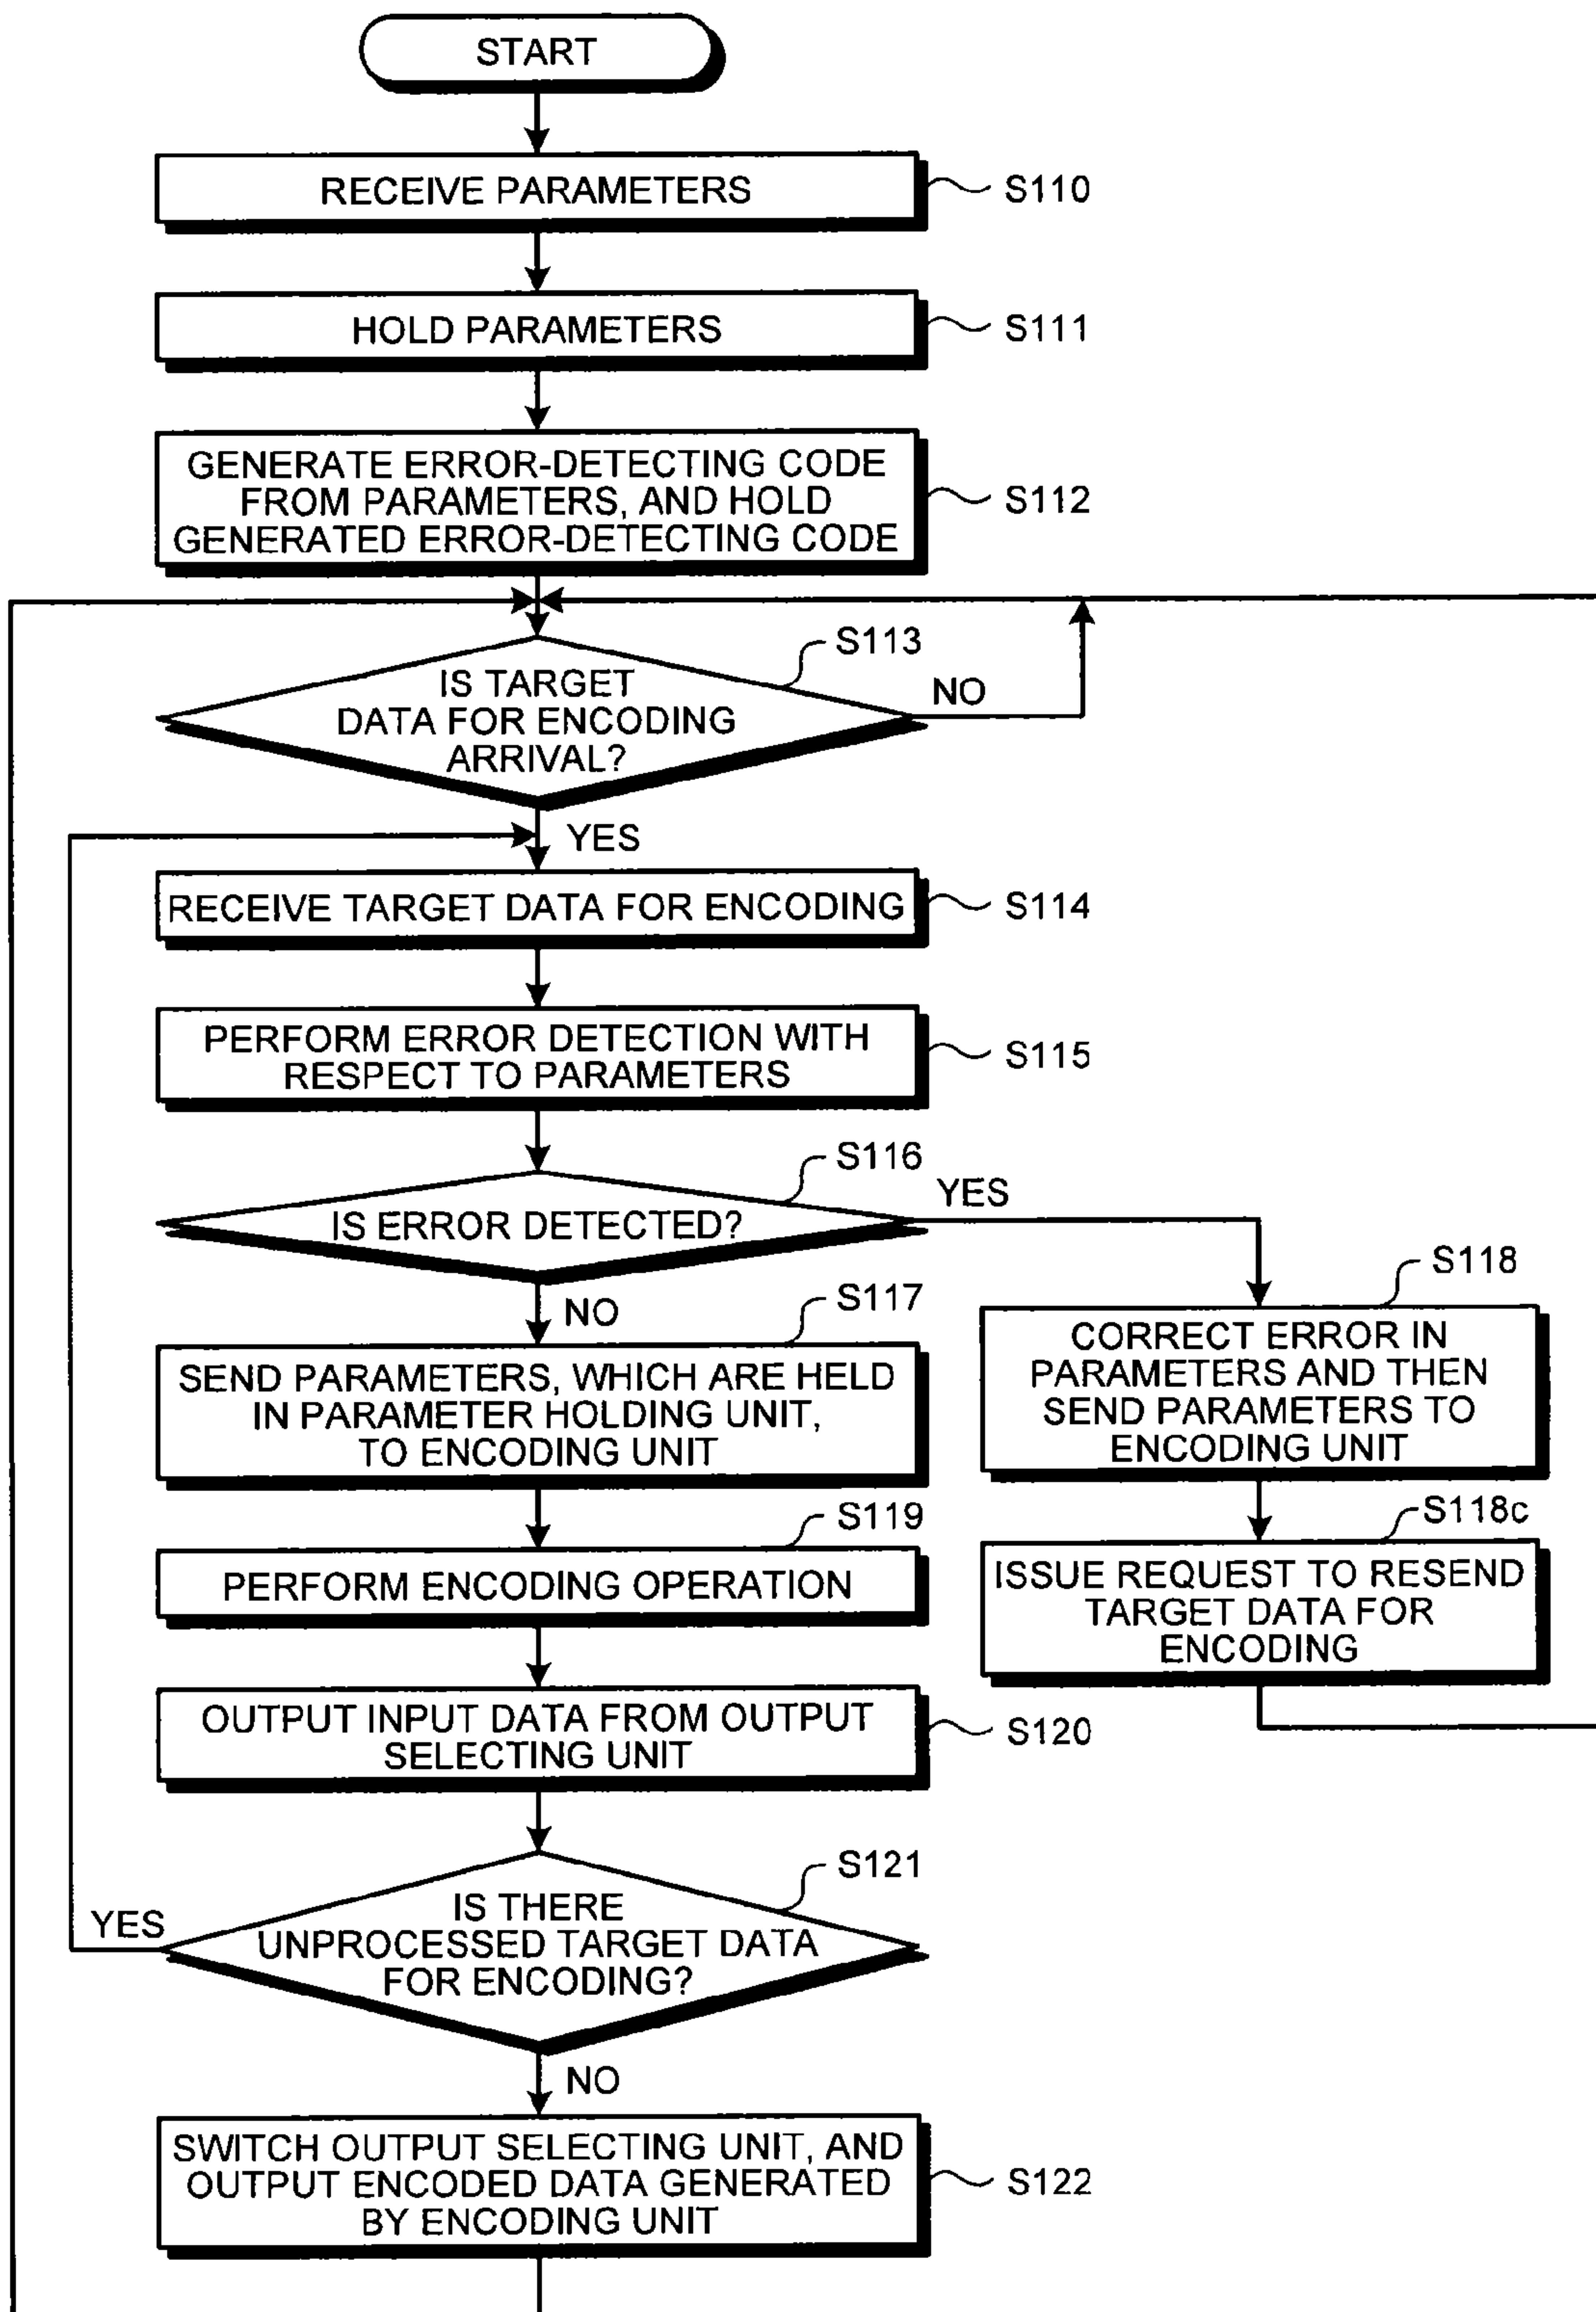 START
RECEIVE PARAMETERS
S110
HOLD PARAMETERS
S111
GENERATE ERROR-DETECTING CODE
FROM PARAMETERS, AND HOLD
GENERATED ERROR-DETECTING CODE
S112
S113
IS TARGET
DATA FOR ENCODING
ARRIVAL?
NO
YES
RECEIVE TARGET DATA FOR ENCODING
S114
PERFORM ERROR DETECTION WITH
RESPECT TO PARAMETERS
S115
S116
IS ERROR DETECTED?
YES
NO
S117
SEND PARAMETERS, WHICH ARE HELD
IN PARAMETER HOLDING UNIT,
TO ENCODING UNIT
S118
CORRECT ERROR IN
PARAMETERS AND THEN
SEND PARAMETERS TO
ENCODING UNIT
S119
PERFORM ENCODING OPERATION
S118c
ISSUE REQUEST TO RESEND
TARGET DATA FOR
ENCODING
OUTPUT INPUT DATA FROM OUTPUT
SELECTING UNIT
S120
S121
IS THERE
UNPROCESSED TARGET DATA
FOR ENCODING?
YES
NO
SWITCH OUTPUT SELECTING UNIT, AND
OUTPUT ENCODED DATA GENERATED
BY ENCODING UNIT
S122